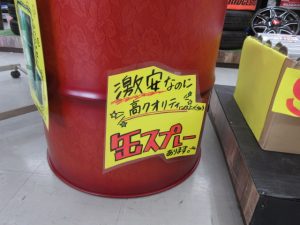 激安なのに
高クオリティ
缶スプレー
あります。